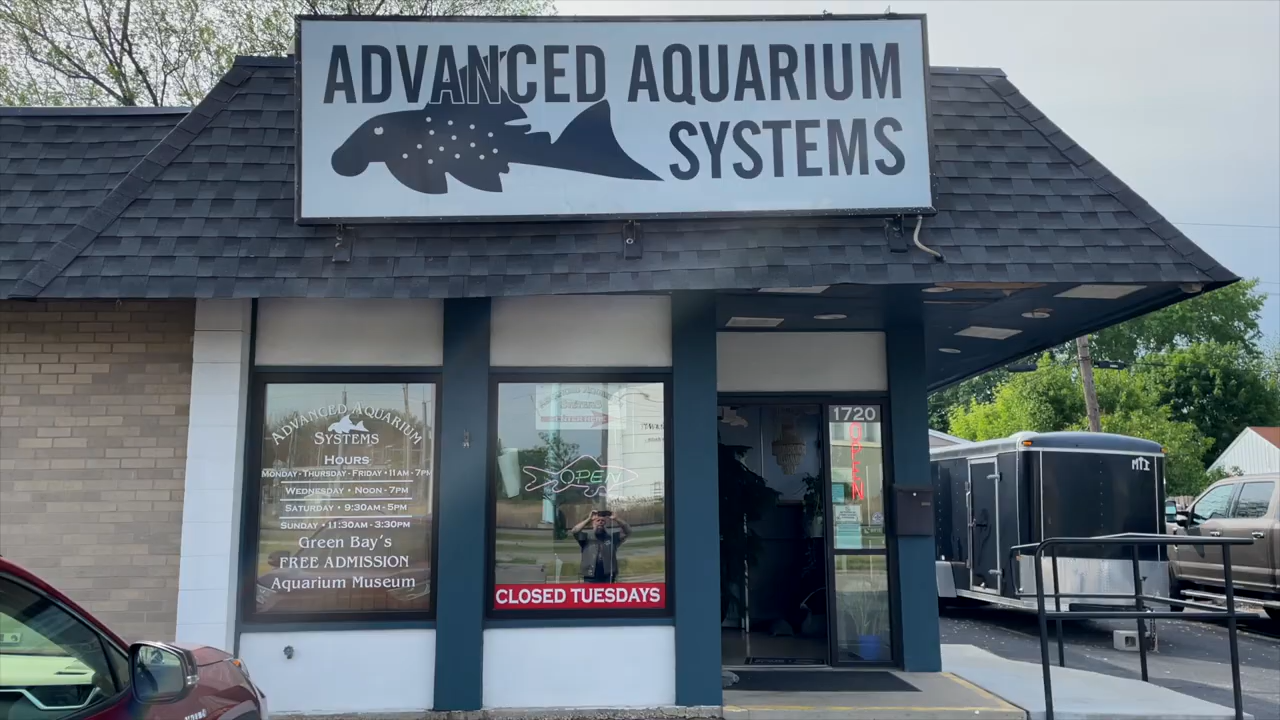 ADVANCED AQUARIUM
SYSTEMS
ADVANCED AQUARIUM
SYSTEMS
HOURS
MONDAY • THURSDAY • FRIDAY • 11AM - 7PM
WEDNESDAY • NOON - 7PM
SATURDAY • 9:30AM - 5PM
SUNDAY • 11:30AM - 3:30PM
Green Bay's
FREE ADMISSION
Aquarium Museum
OPEN
CLOSED TUESDAYS
1720
OPEN
MTI